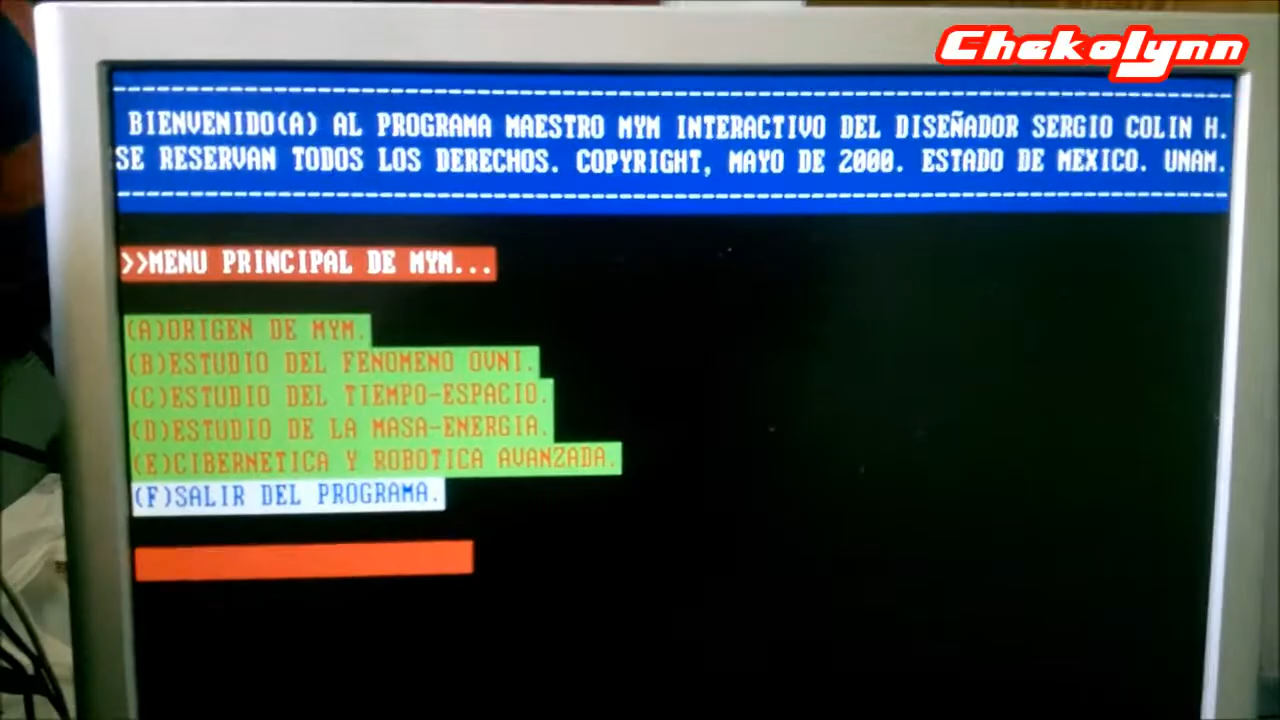 Chekolynn
BIENVENIDO(A) AL PROGRAMA MAESTRO MYM INTERACTIVO DEL DISEÑADOR SERGIO COLIN H.
SE RESERVAN TODOS LOS DERECHOS. COPYRIGHT, MAYO DE 2000. ESTADO DE MEXICO. UNAM.
>>MENU PRINCIPAL DE MYM...
(A)ORIGEN DE MYM.
(B)ESTUDIO DEL FENOMENO OVNI.
(C)ESTUDIO DEL TIEMPO-ESPACIO.
(D)ESTUDIO DE LA MASA-ENERGIA.
(E)CIBERNETICA Y ROBOTICA AVANZADA.
(F)SALIR DEL PROGRAMA.